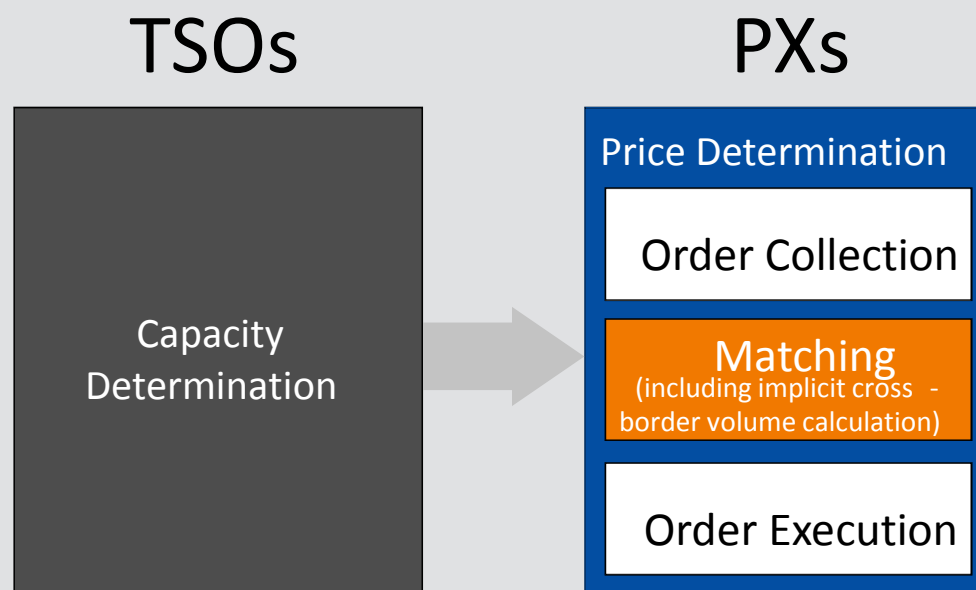 TSOs
PXs
Capacity
Determination
Price Determination
Order Collection
Matching
(including implicit cross -
border volume calculation)
Order Execution